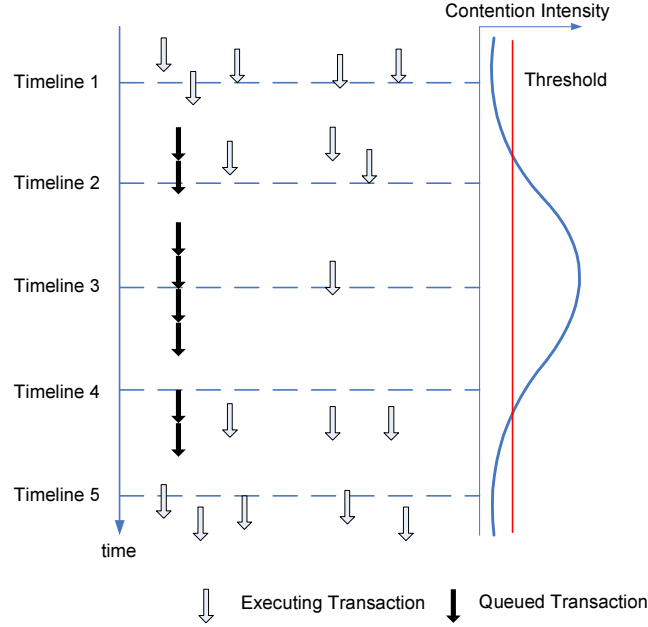 Contention Intensity
Timeline 1
Threshold
Timeline 2
Timeline 3
Timeline 4
Timeline 5
time
Executing Transaction
Queued Transaction